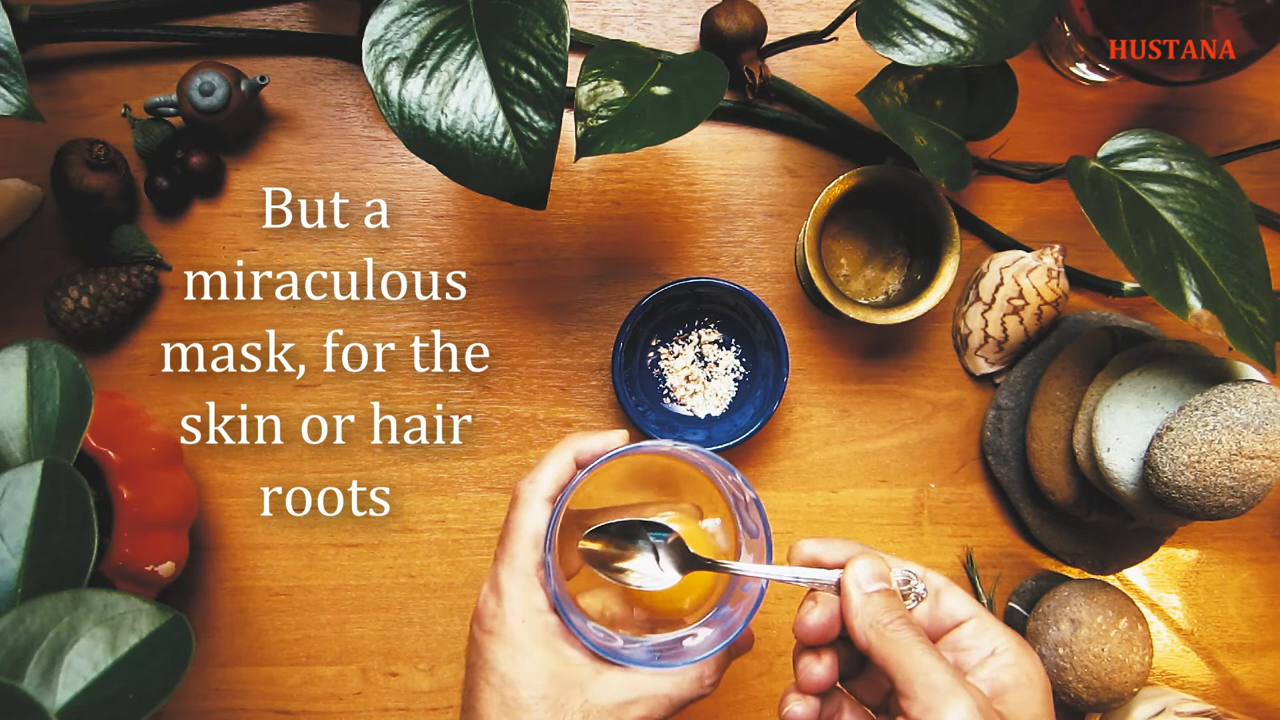 HUSTANA
But a
miraculous
mask, for the
skin or hair
roots